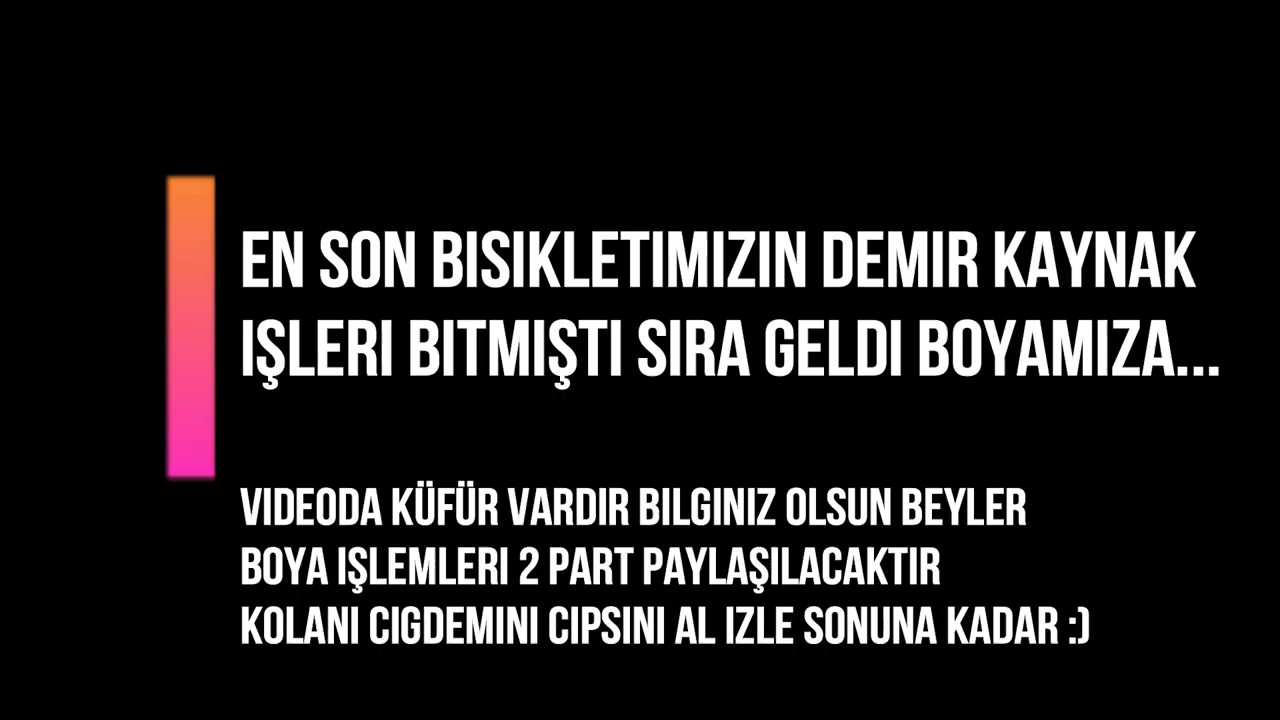 EN SON BISIKLETIMIZIN DEMIR KAYNAK
IŞLERI BITMIŞTI SIRA GELDI BOYAMIZA...
VIDEODA KÜFÜR VARDIR BILGINIZ OLSUN BEYLER
BOYA IŞLEMLERI 2 PART PAYLAŞILACAKTIR
KOLANI CIGDEMINI CIPSINI AL IZLE SONUNA KADAR :)